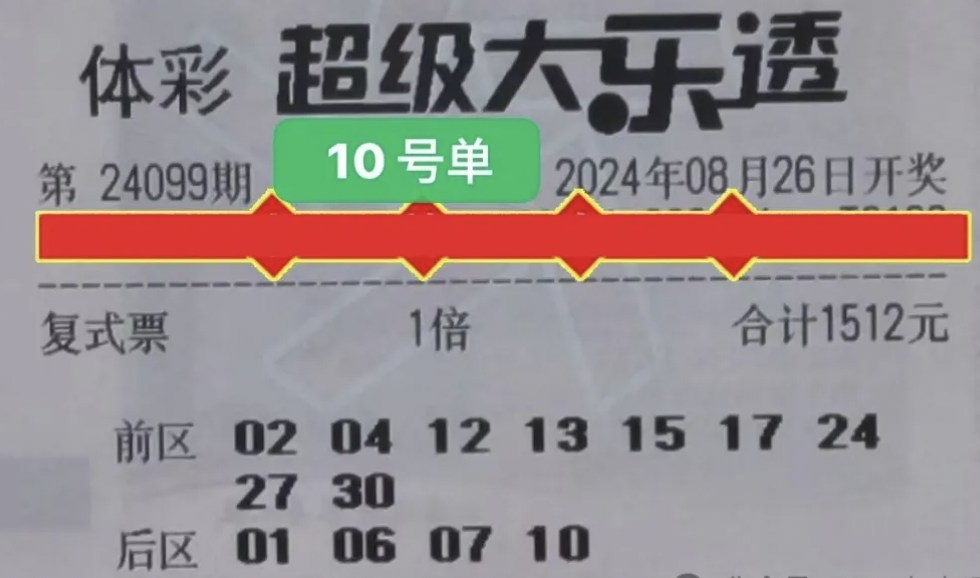 体彩 超级大乐透
10 号单
第 24099期 2024年08月26日开奖
复式票 1倍 合计1512元
前区 02 04 12 13 15 17 24
27 30
后区 01 06 07 10